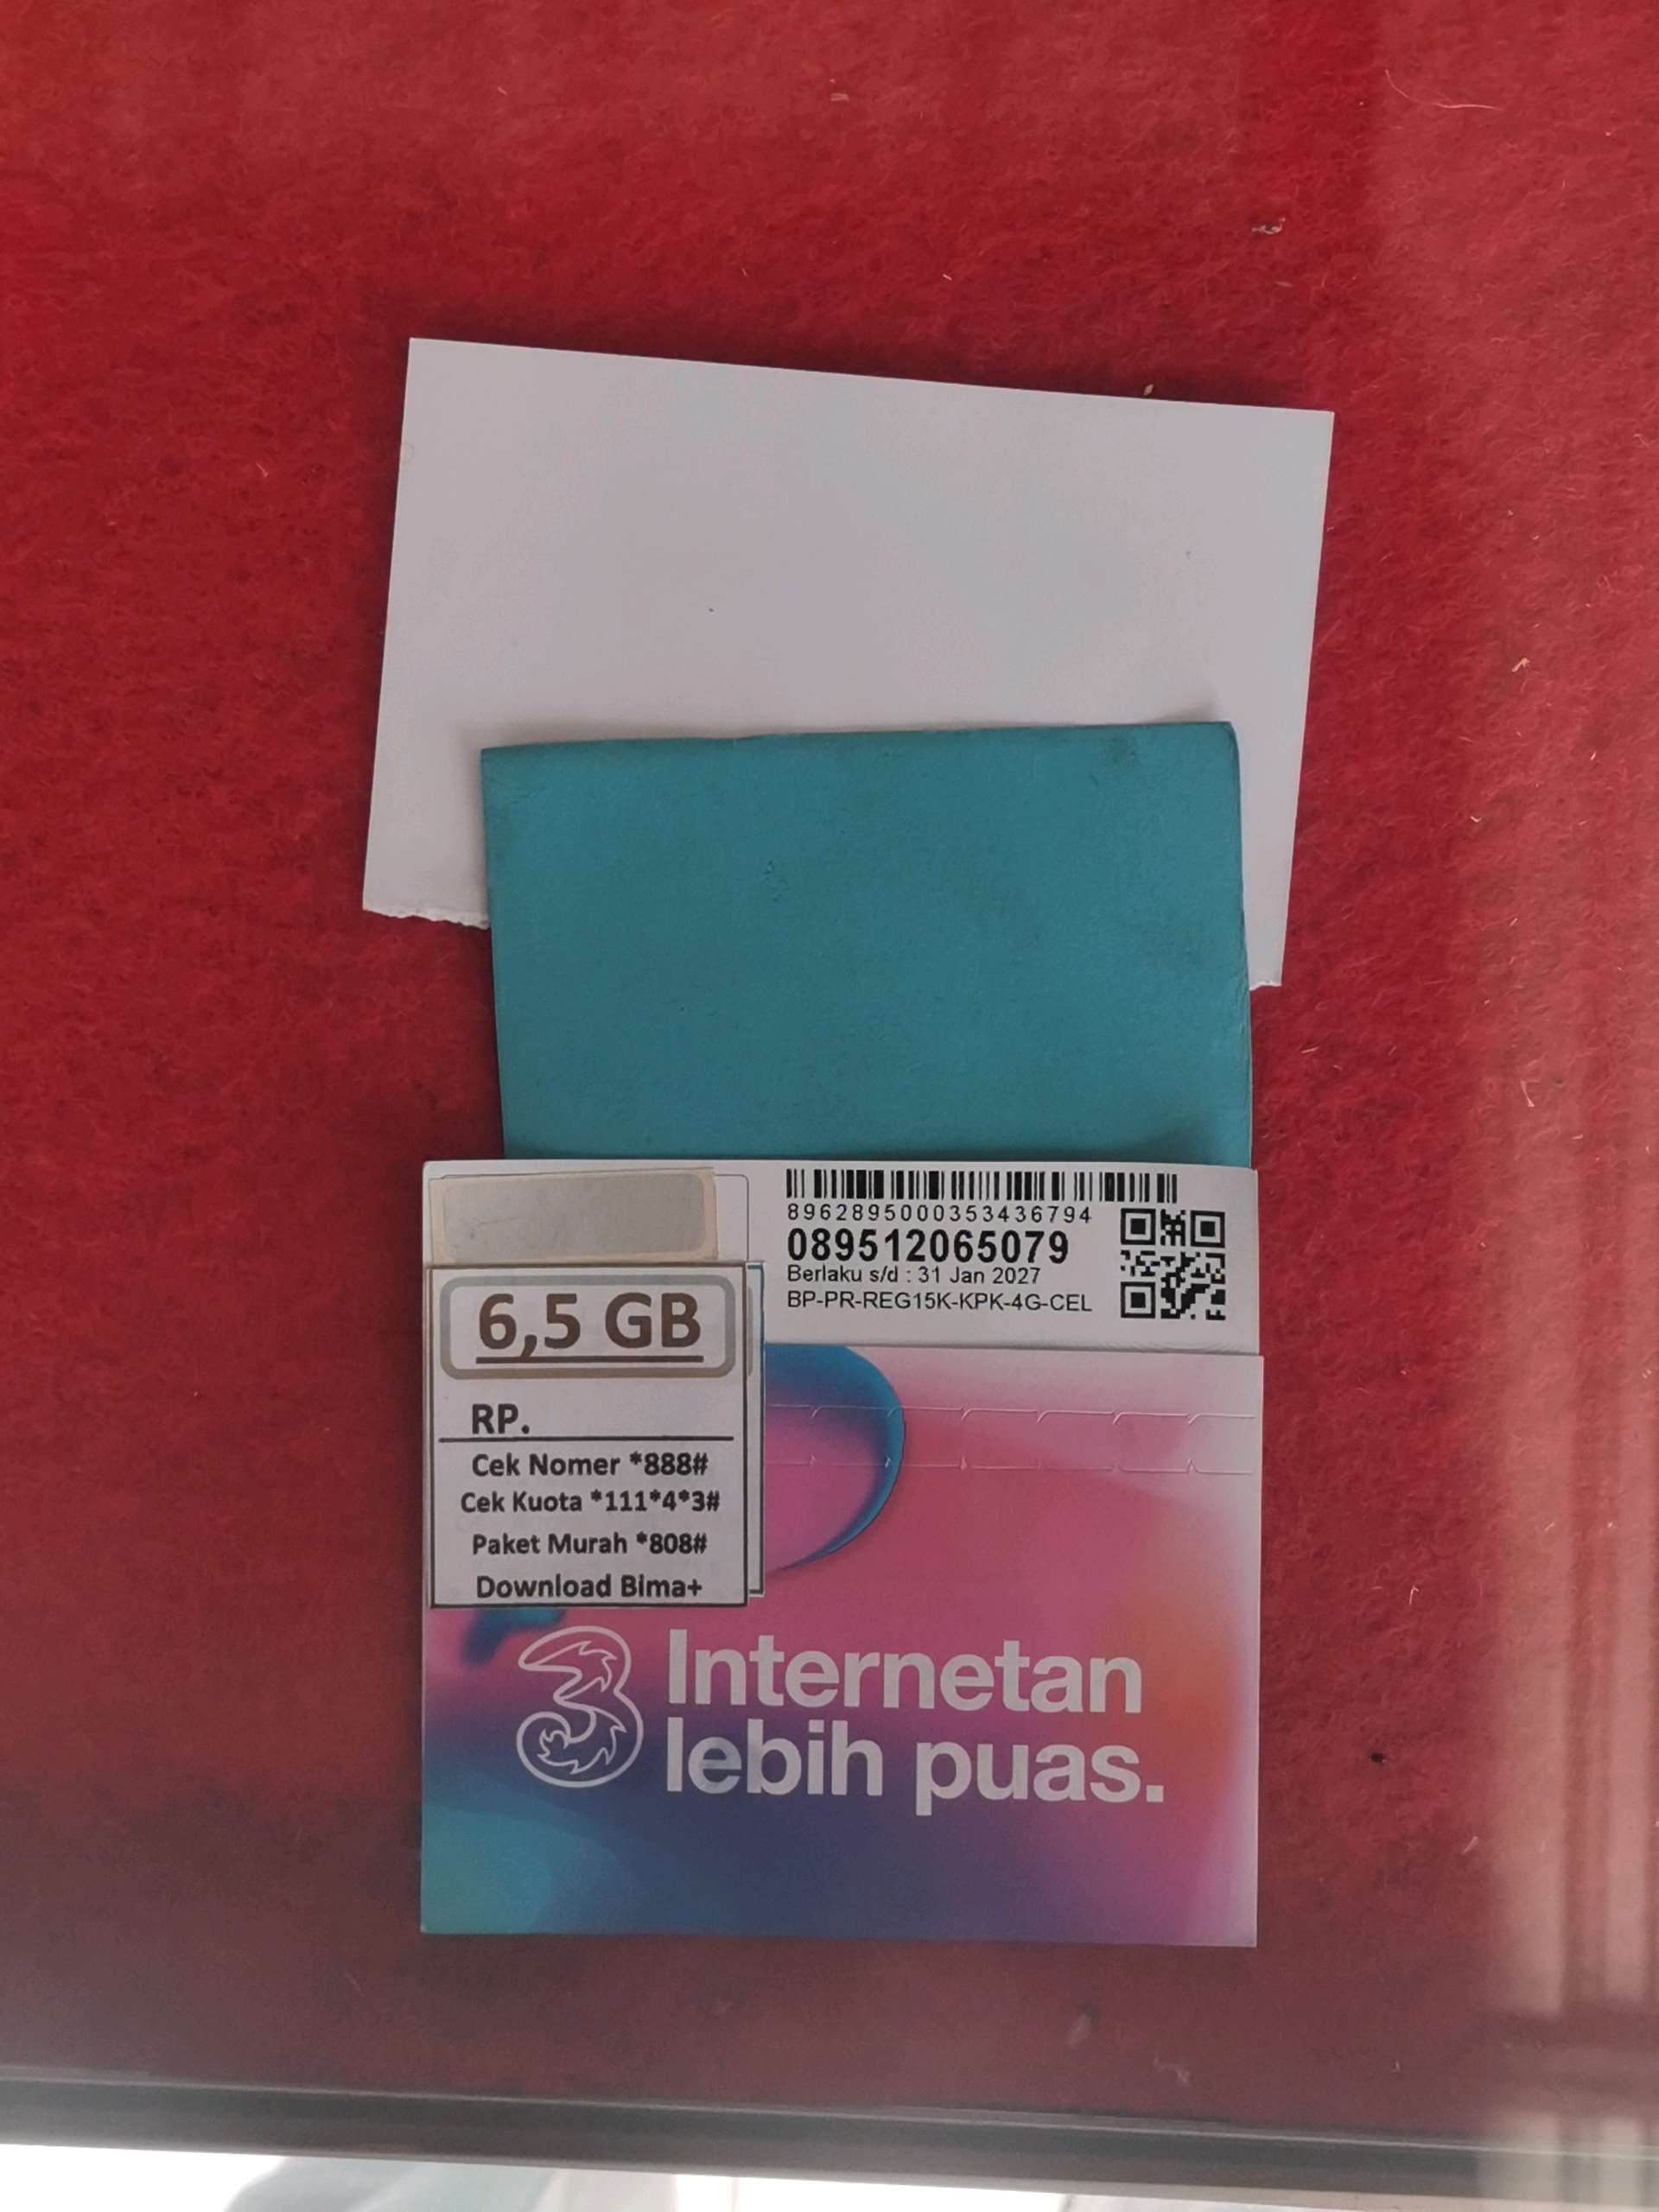 8962895000353436794
089512065079
Berlaku s/d : 31 Jan 2027
BP-PR-REG15K-KPK-4G-CEL
6,5 GB
RP.
Cek Nomer *888#
Cek Kuota *111*4*3#
Paket Murah *808#
Download Bima+
3 Internetan
lebih puas.